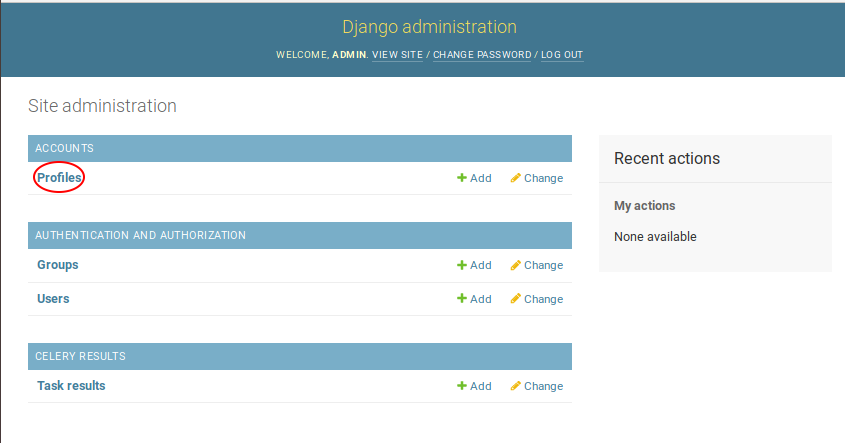 Django administration
WELCOME, ADMIN. VIEW SITE / CHANGE PASSWORD / LOG OUT
Site administration
ACCOUNTS
Profiles Add Change
AUTHENTICATION AND AUTHORIZATION
Groups Add Change
Users Add Change
CELERY RESULTS
Task results Add Change
Recent actions
My actions
None available